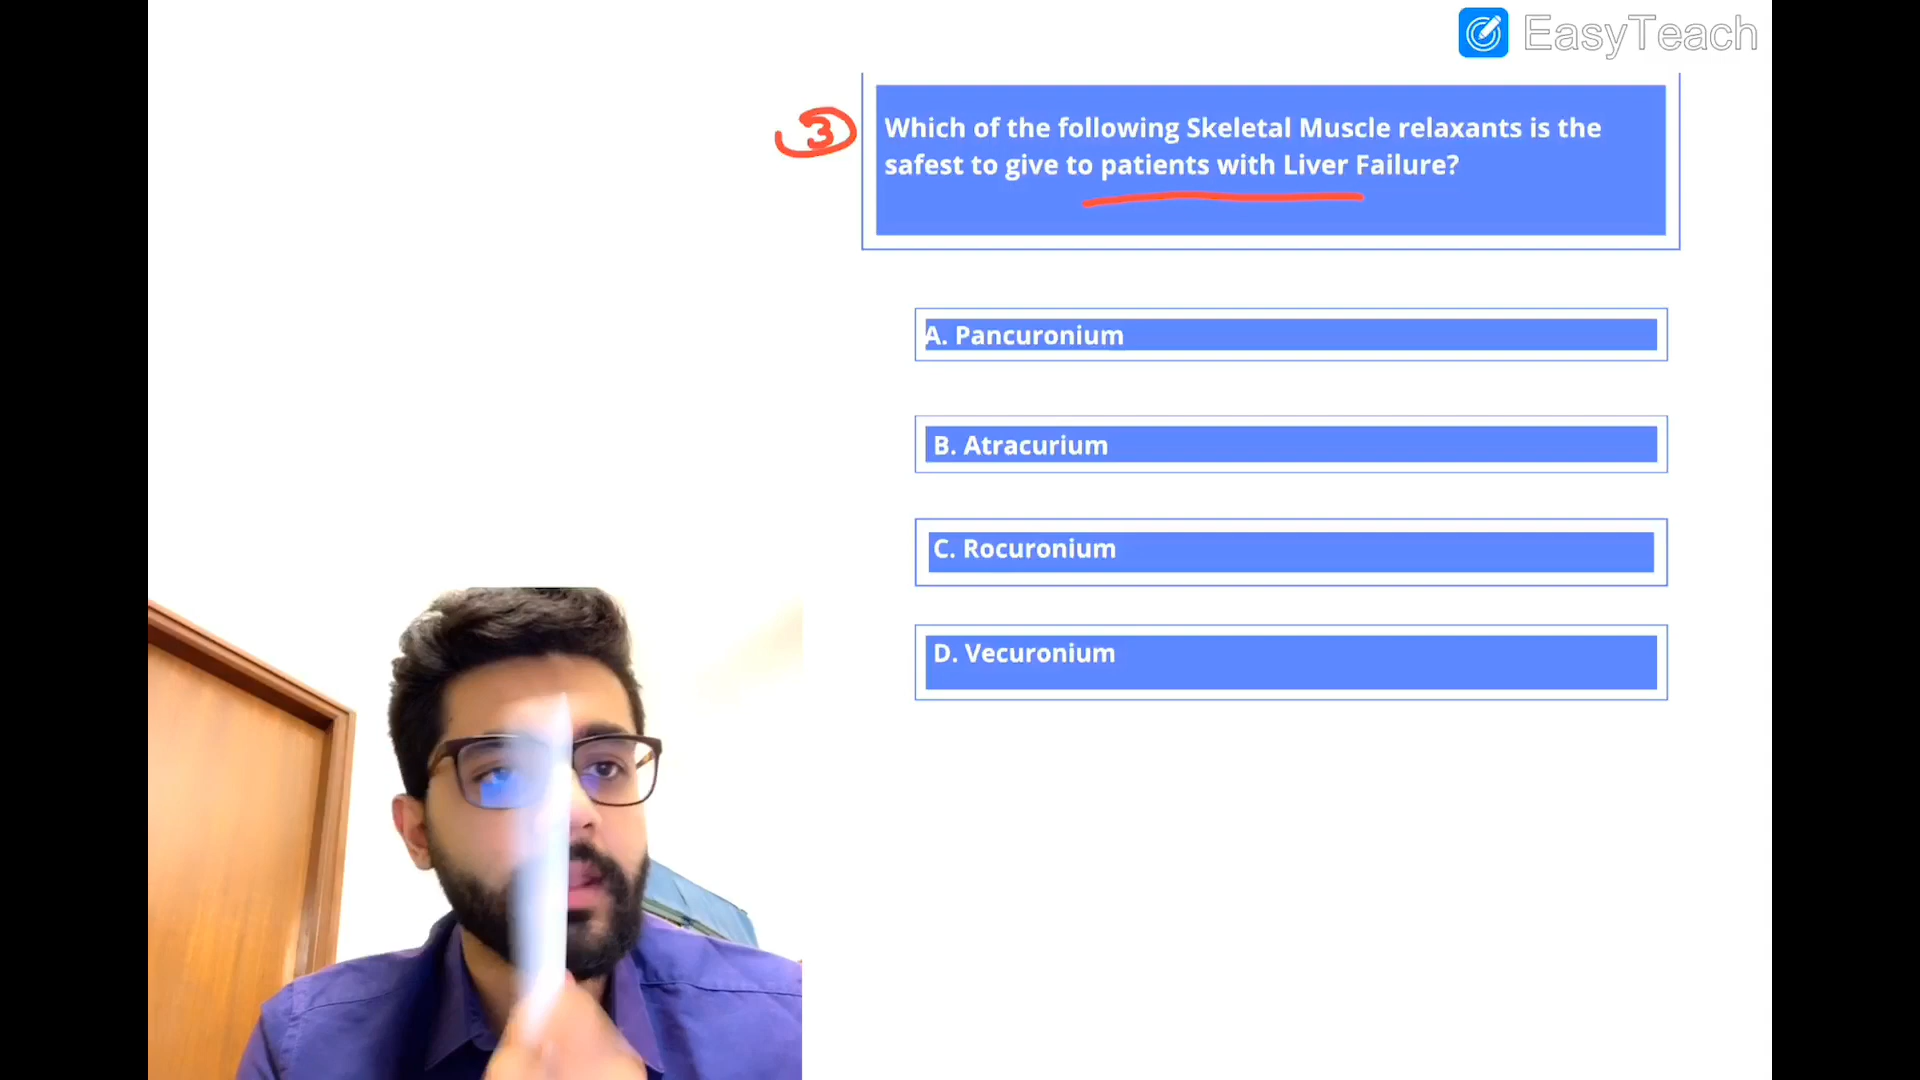 EasyTeach
3
Which of the following Skeletal Muscle relaxants is the
safest to give to patients with Liver Failure?
A. Pancuronium
B. Atracurium
C. Rocuronium
D. Vecuronium